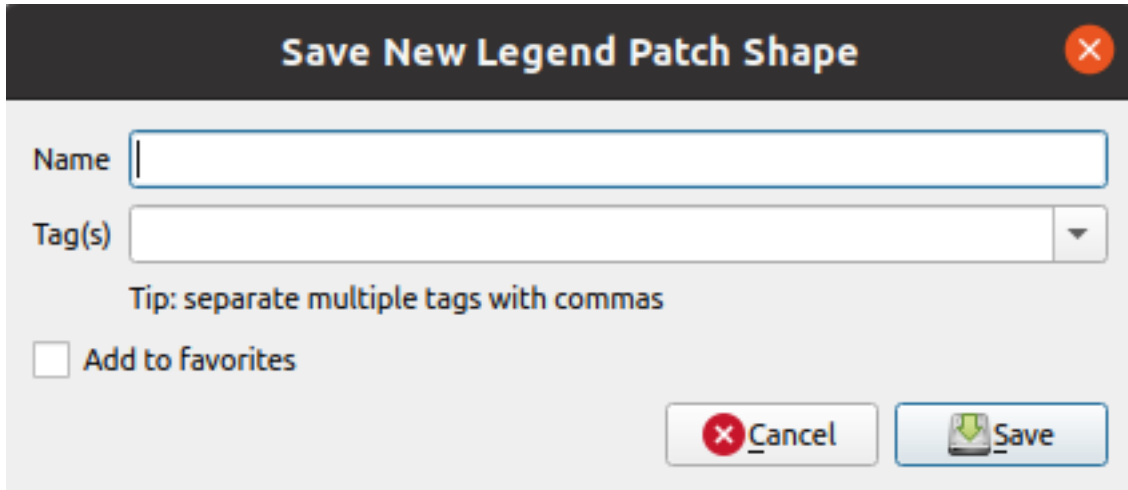 Save New Legend Patch Shape
Name
Tag(s)
Tip: separate multiple tags with commas
Add to favorites
Cancel Save